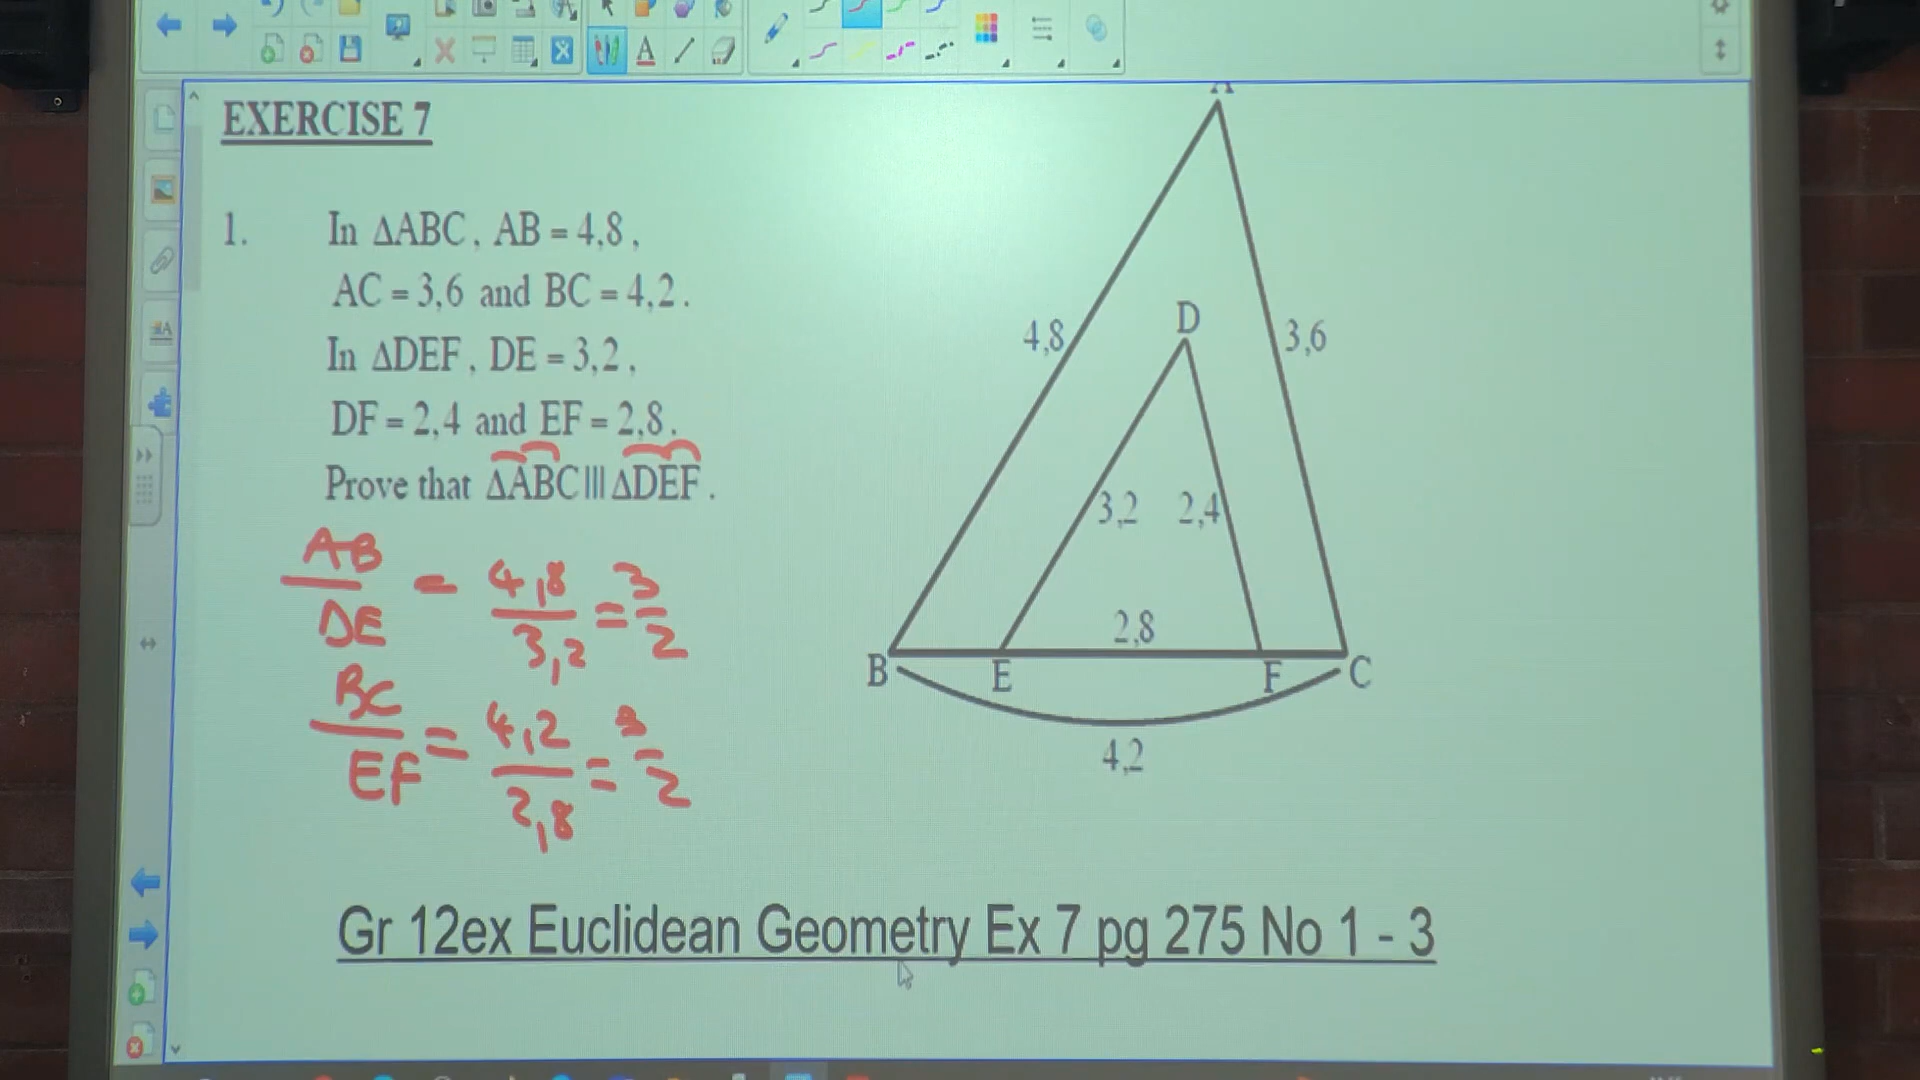 EXERCISE 7
1. In ΔABC, AB = 4,8,
AC = 3,6 and BC = 4,2.
In ΔDEF, DE = 3,2,
DF = 2,4 and EF = 2,8.
Prove that ΔABC ||| ΔDEF.
AB/DE = 4,8/3,2 = 3/2
BC/EF = 4,2/2,8 = 3/2
A
4,8
3,6
D
3,2 2,4
2,8
B E F C
4,2
Gr 12ex Euclidean Geometry Ex 7 pg 275 No 1 - 3